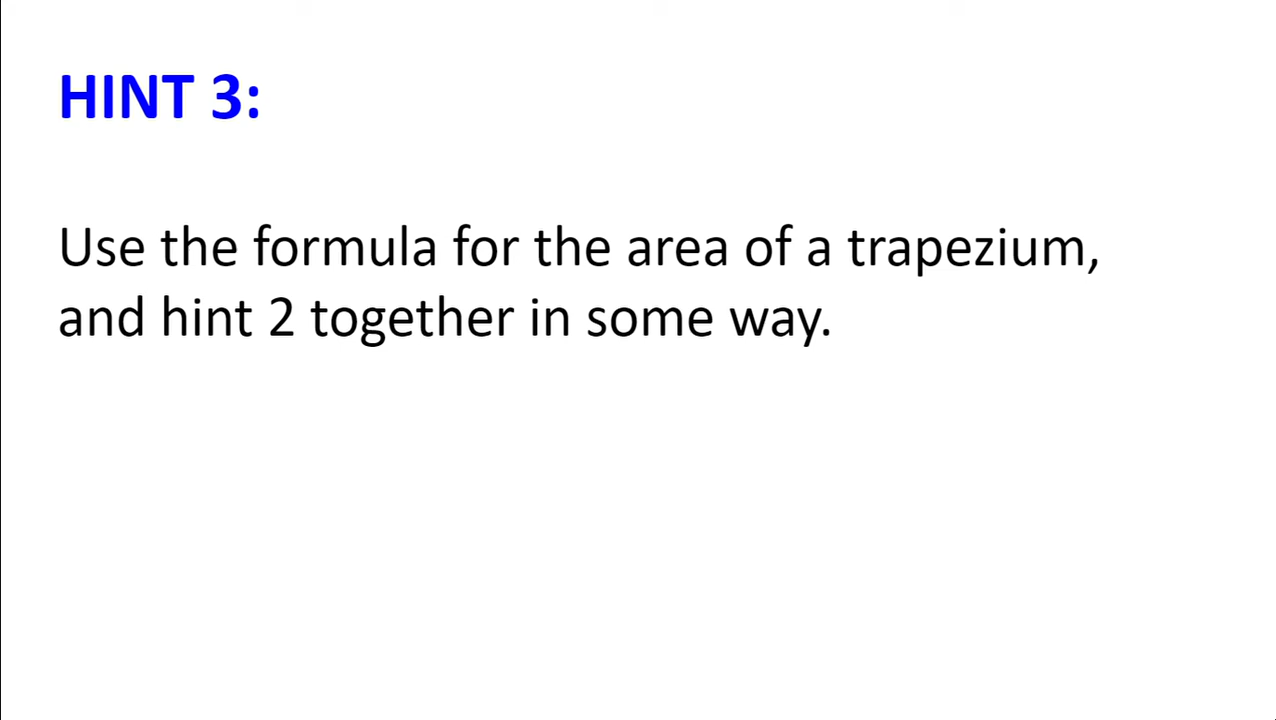 HINT 3:
Use the formula for the area of a trapezium,
and hint 2 together in some way.